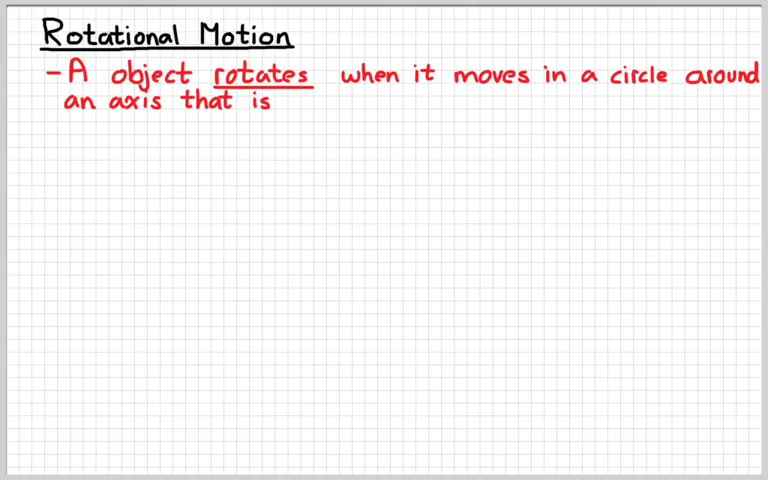 Rotational Motion
- A object rotates when it moves in a circle around
an axis that is